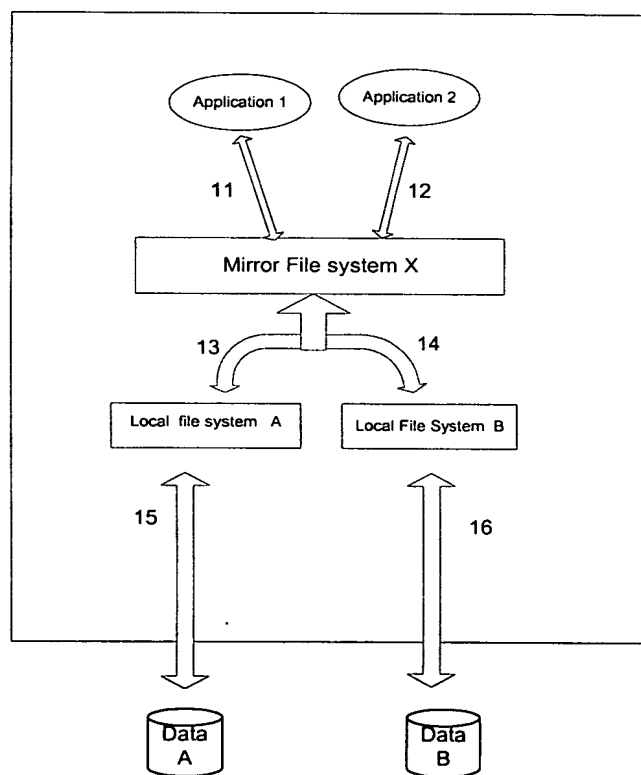 Application 1
Application 2
11
12
Mirror File system X
13
14
Local file system A
Local File System B
15
16
Data
A
Data
B